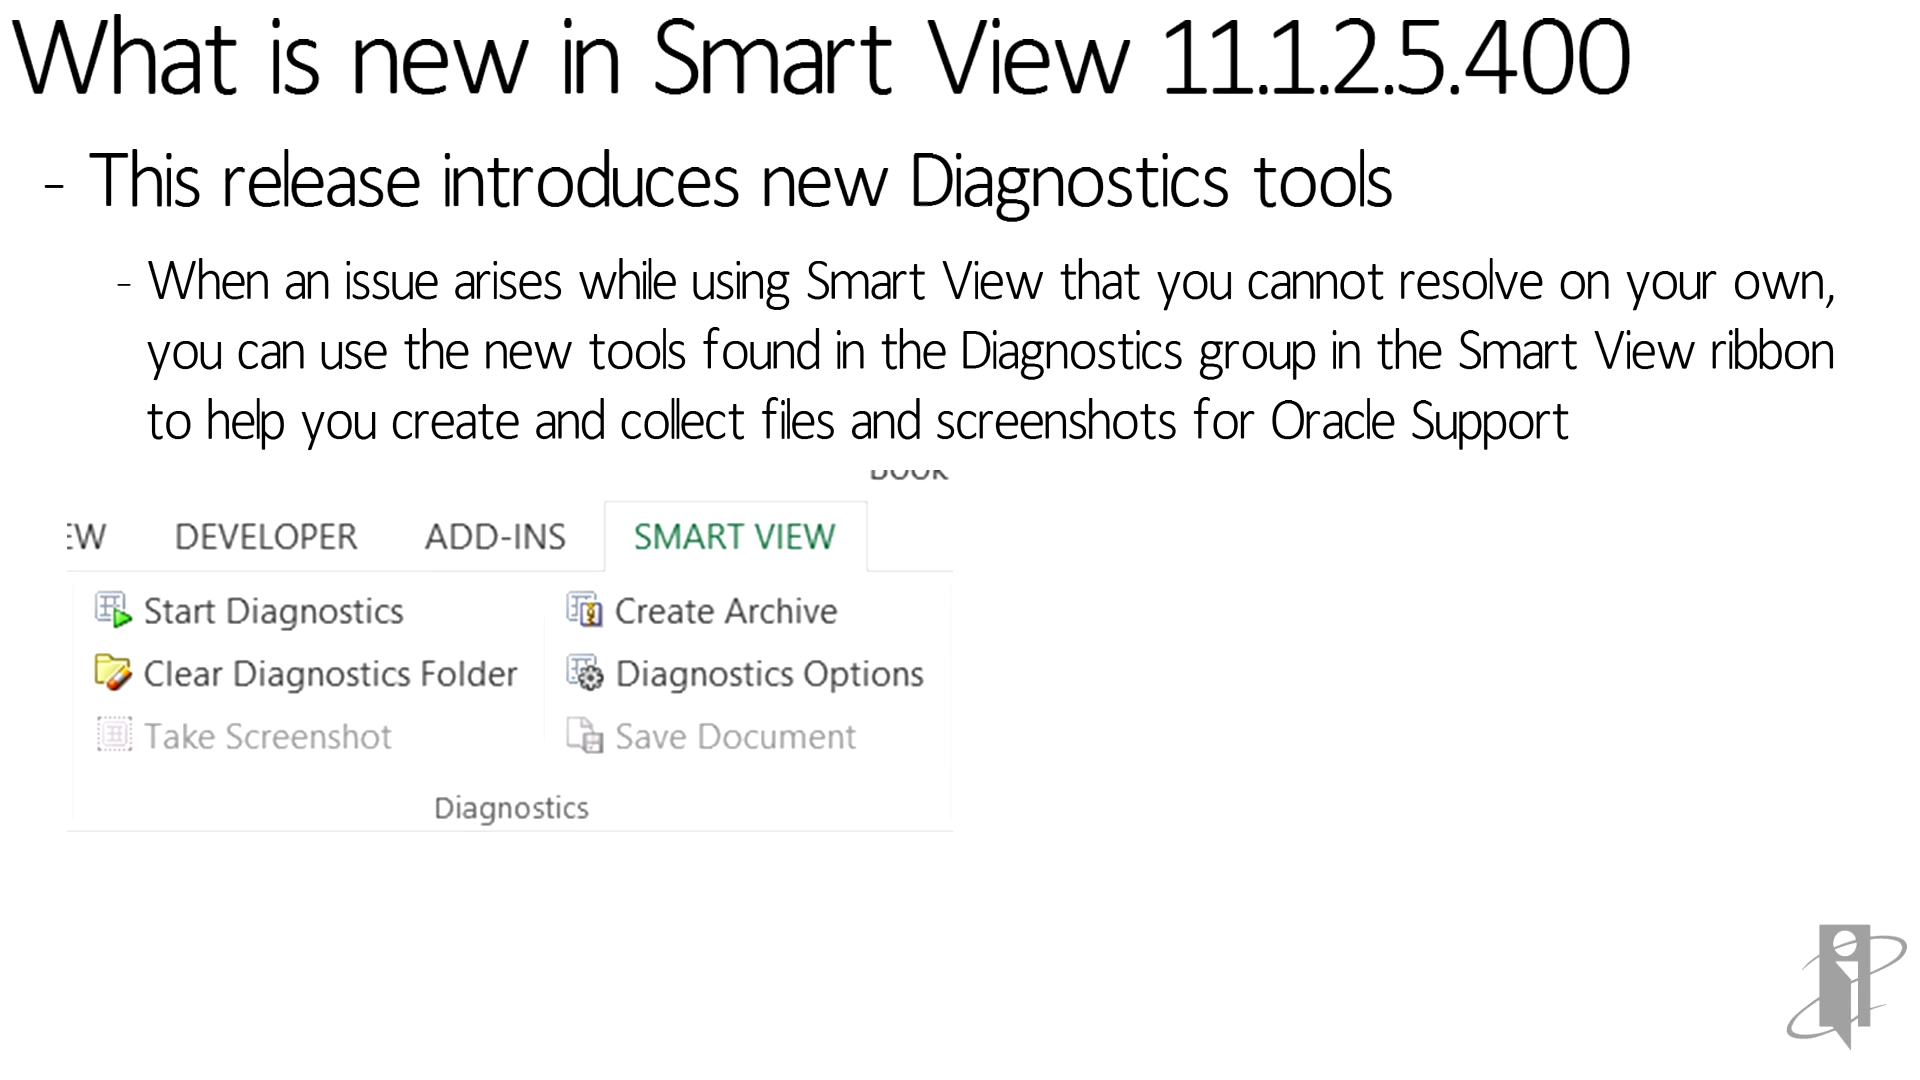 What is new in Smart View 11.1.2.5.400
- This release introduces new Diagnostics tools
- When an issue arises while using Smart View that you cannot resolve on your own,
you can use the new tools found in the Diagnostics group in the Smart View ribbon
to help you create and collect files and screenshots for Oracle Support
EW DEVELOPER ADD-INS SMART VIEW
Start Diagnostics Create Archive
Clear Diagnostics Folder Diagnostics Options
Take Screenshot Save Document
Diagnostics